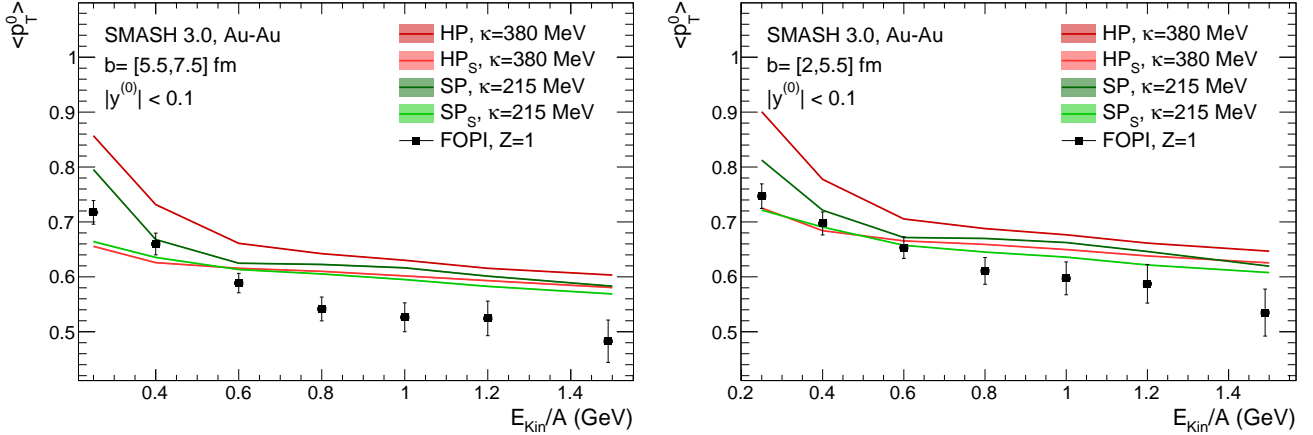 <p_T^0>
SMASH 3.0, Au-Au
b= [5.5,7.5] fm
|y^(0)| < 0.1
HP, κ=380 MeV
HP_S, κ=380 MeV
SP, κ=215 MeV
SP_S, κ=215 MeV
FOPI, Z=1
1
0.9
0.8
0.7
0.6
0.5
0.4 0.6 0.8 1 1.2 1.4
E_Kin/A (GeV)
<p_T^0>
SMASH 3.0, Au-Au
b= [2,5.5] fm
|y^(0)| < 0.1
HP, κ=380 MeV
HP_S, κ=380 MeV
SP, κ=215 MeV
SP_S, κ=215 MeV
FOPI, Z=1
1
0.9
0.8
0.7
0.6
0.5
0.2 0.4 0.6 0.8 1 1.2 1.4
E_Kin/A (GeV)